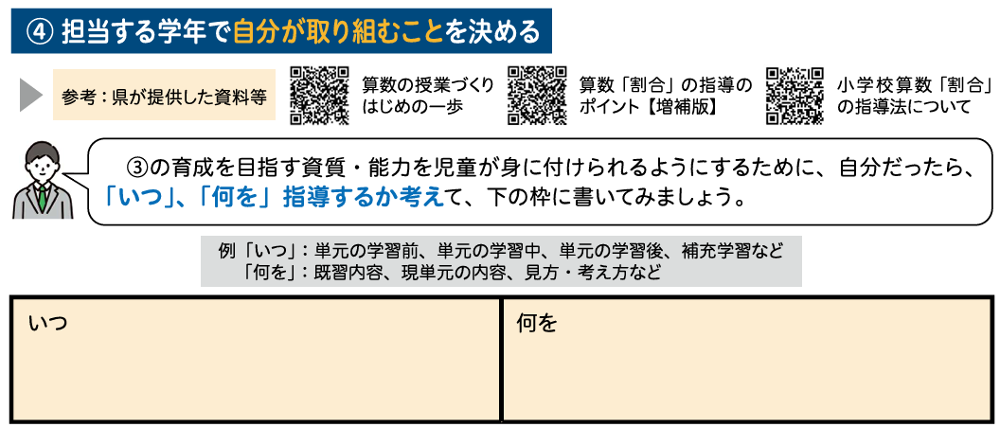 ④ 担当する学年で自分が取り組むことを決める
参考：県が提供した資料等
算数の授業づくり
はじめの一歩
算数「割合」の指導の
ポイント【増補版】
小学校算数「割合」
の指導法について
③の育成を目指す資質・能力を児童が身に付けられるようにするために、自分だったら、
「いつ」、「何を」指導するか考えて、下の枠に書いてみましょう。
例「いつ」：単元の学習前、単元の学習中、単元の学習後、補充学習など
「何を」：既習内容、現単元の内容、見方・考え方など
いつ
何を